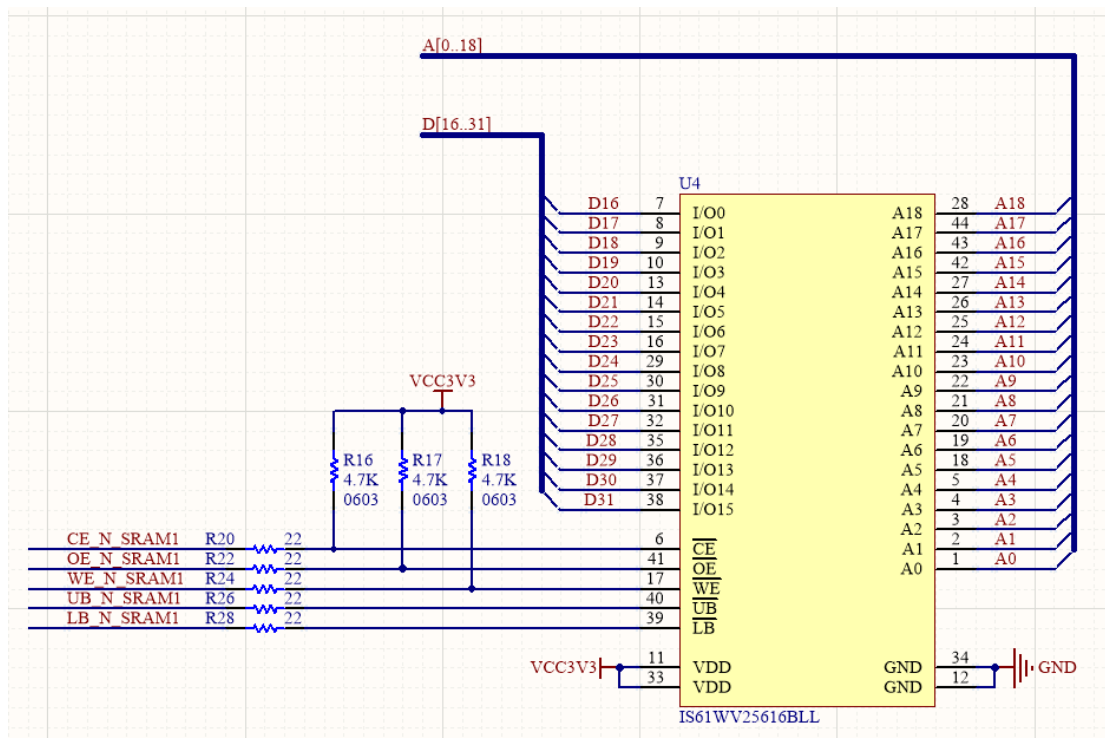 A[0..18]
D[16..31]
U4
D16 7 I/O0 A18 28 A18
D17 8 I/O1 A17 44 A17
D18 9 I/O2 A16 43 A16
D19 10 I/O3 A15 42 A15
D20 13 I/O4 A14 27 A14
D21 14 I/O5 A13 26 A13
D22 15 I/O6 A12 25 A12
D23 16 I/O7 A11 24 A11
D24 29 I/O8 A10 23 A10
D25 30 I/O9 A9 22 A9
D26 31 I/O10 A8 21 A8
D27 32 I/O11 A7 20 A7
D28 35 I/O12 A6 19 A6
D29 36 I/O13 A5 18 A5
D30 37 I/O14 A4 5 A4
D31 38 I/O15 A3 4 A3
A2 3 A2
A1 2 A1
A0 1 A0
VCC3V3
R16 R17 R18
4.7K 4.7K 4.7K
0603 0603 0603
CE_N_SRAM1 R20 22 6 CE
OE_N_SRAM1 R22 22 41 OE
WE_N_SRAM1 R24 22 17 WE
UB_N_SRAM1 R26 22 40 UB
LB_N_SRAM1 R28 22 39 LB
VCC3V3 11 VDD GND 34 GND
33 VDD GND 12
IS61WV25616BLL